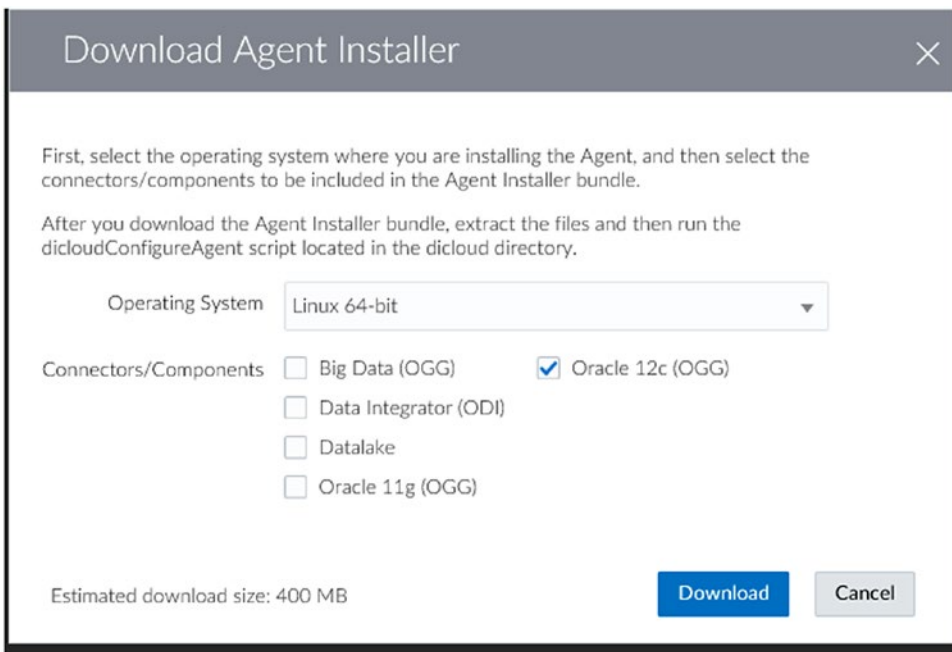 Download Agent Installer
First, select the operating system where you are installing the Agent, and then select the
connectors/components to be included in the Agent Installer bundle.
After you download the Agent Installer bundle, extract the files and then run the
dicloudConfigureAgent script located in the dicloud directory.
Operating System Linux 64-bit
Connectors/Components Big Data (OGG) Oracle 12c (OGG)
Data Integrator (ODI)
Datalake
Oracle 11g (OGG)
Estimated download size: 400 MB Download Cancel